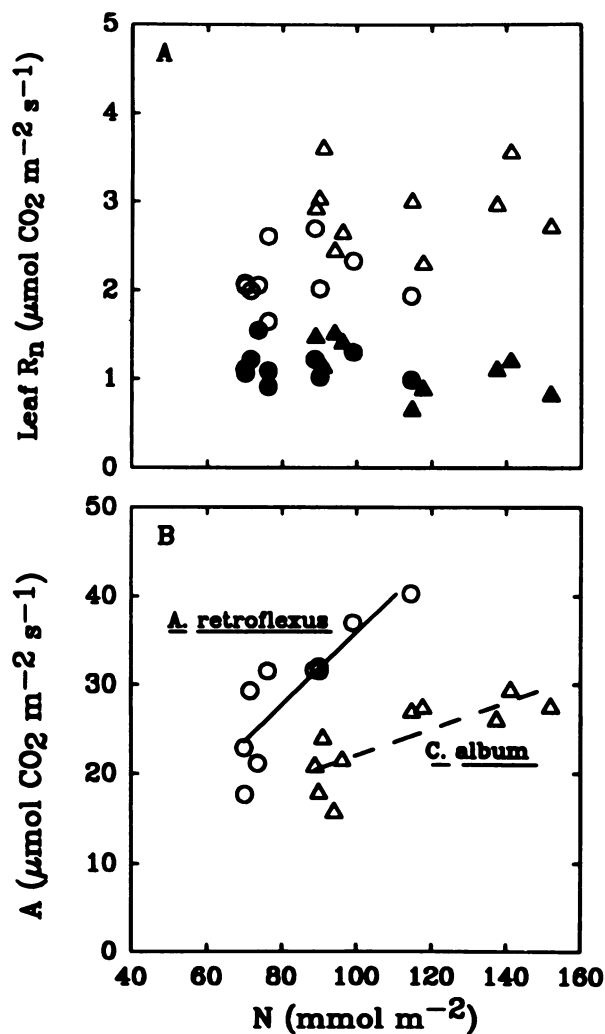 A
5
4
3
2
1
0
Leaf Rn (μmol CO2 m−2 s−1)
B
50
40
30
20
10
0
A (μmol CO2 m−2 s−1)
A. retroflexus
C. album
40 60 80 100 120 140 160
N (mmol m−2)